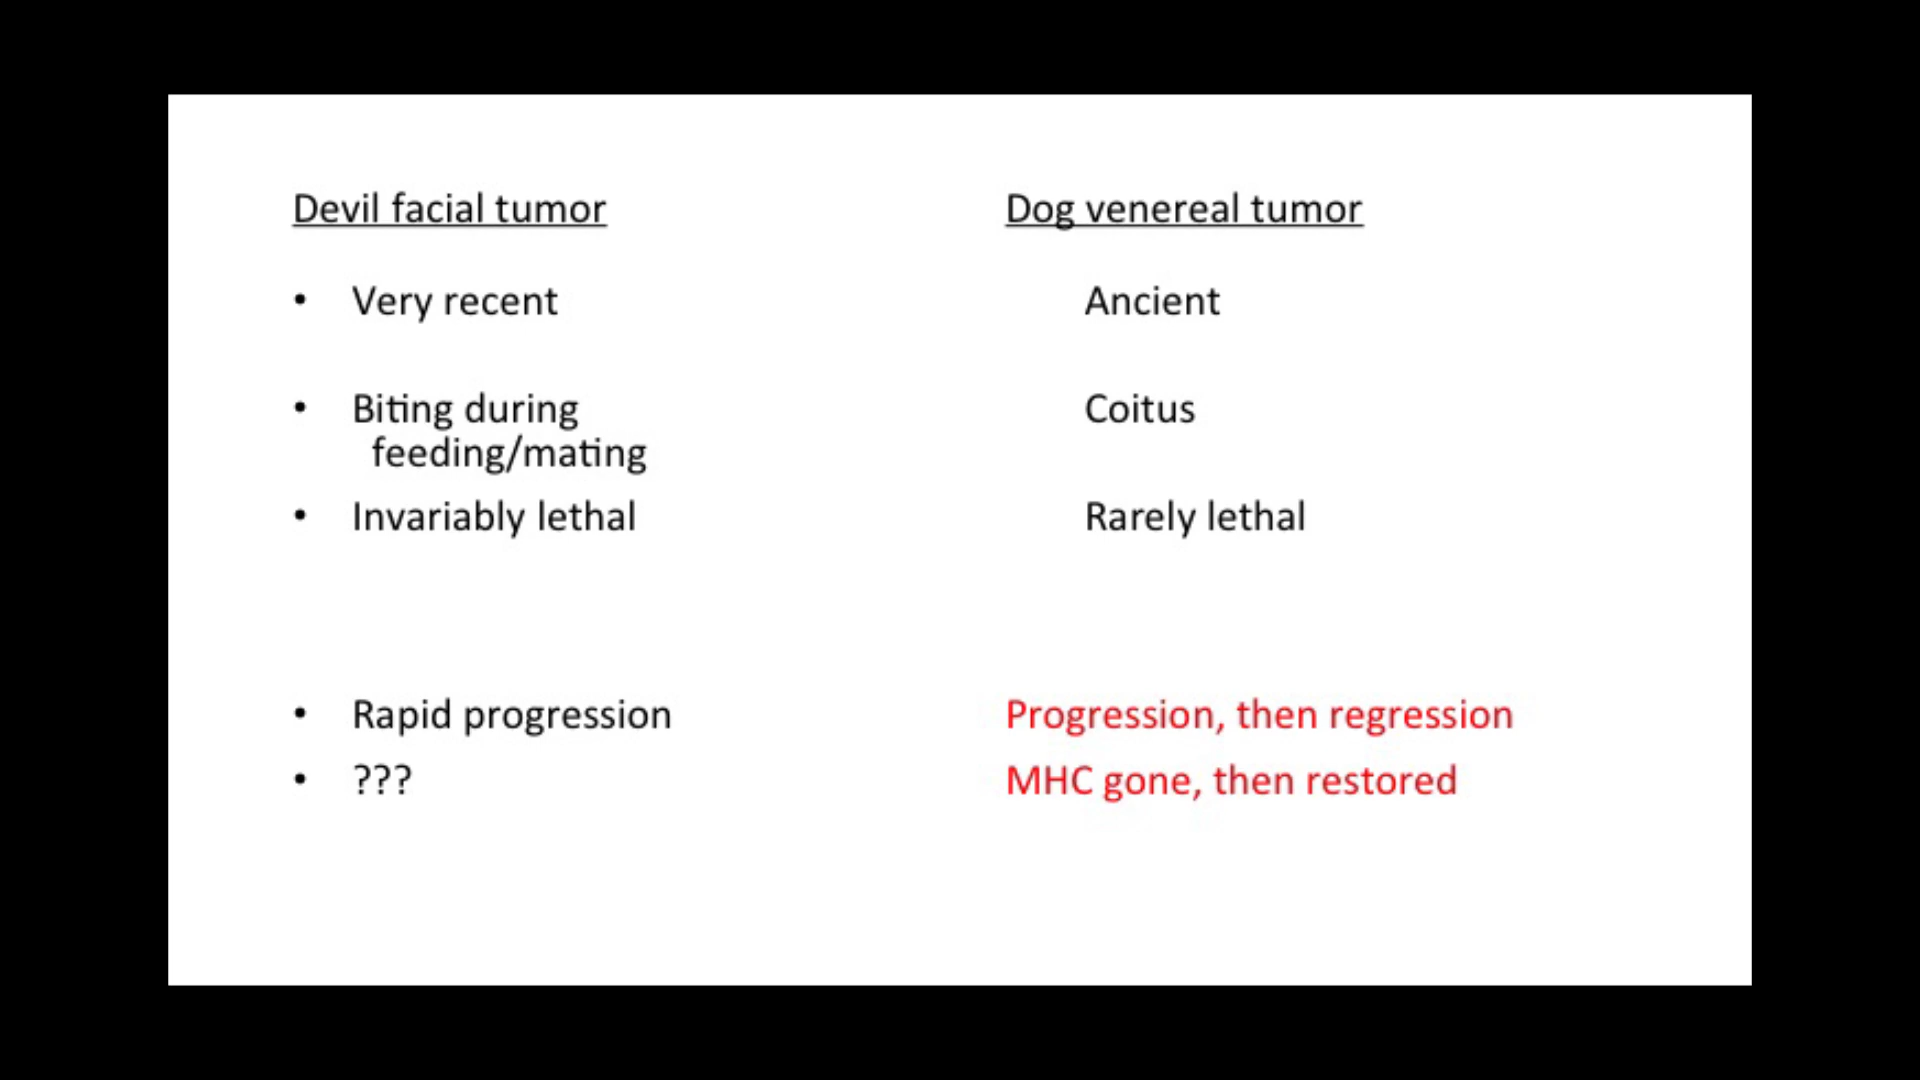 Devil facial tumor
Dog venereal tumor
• Very recent
Ancient
• Biting during
feeding/mating
Coitus
• Invariably lethal
Rarely lethal
• Rapid progression
Progression, then regression
• ???
MHC gone, then restored